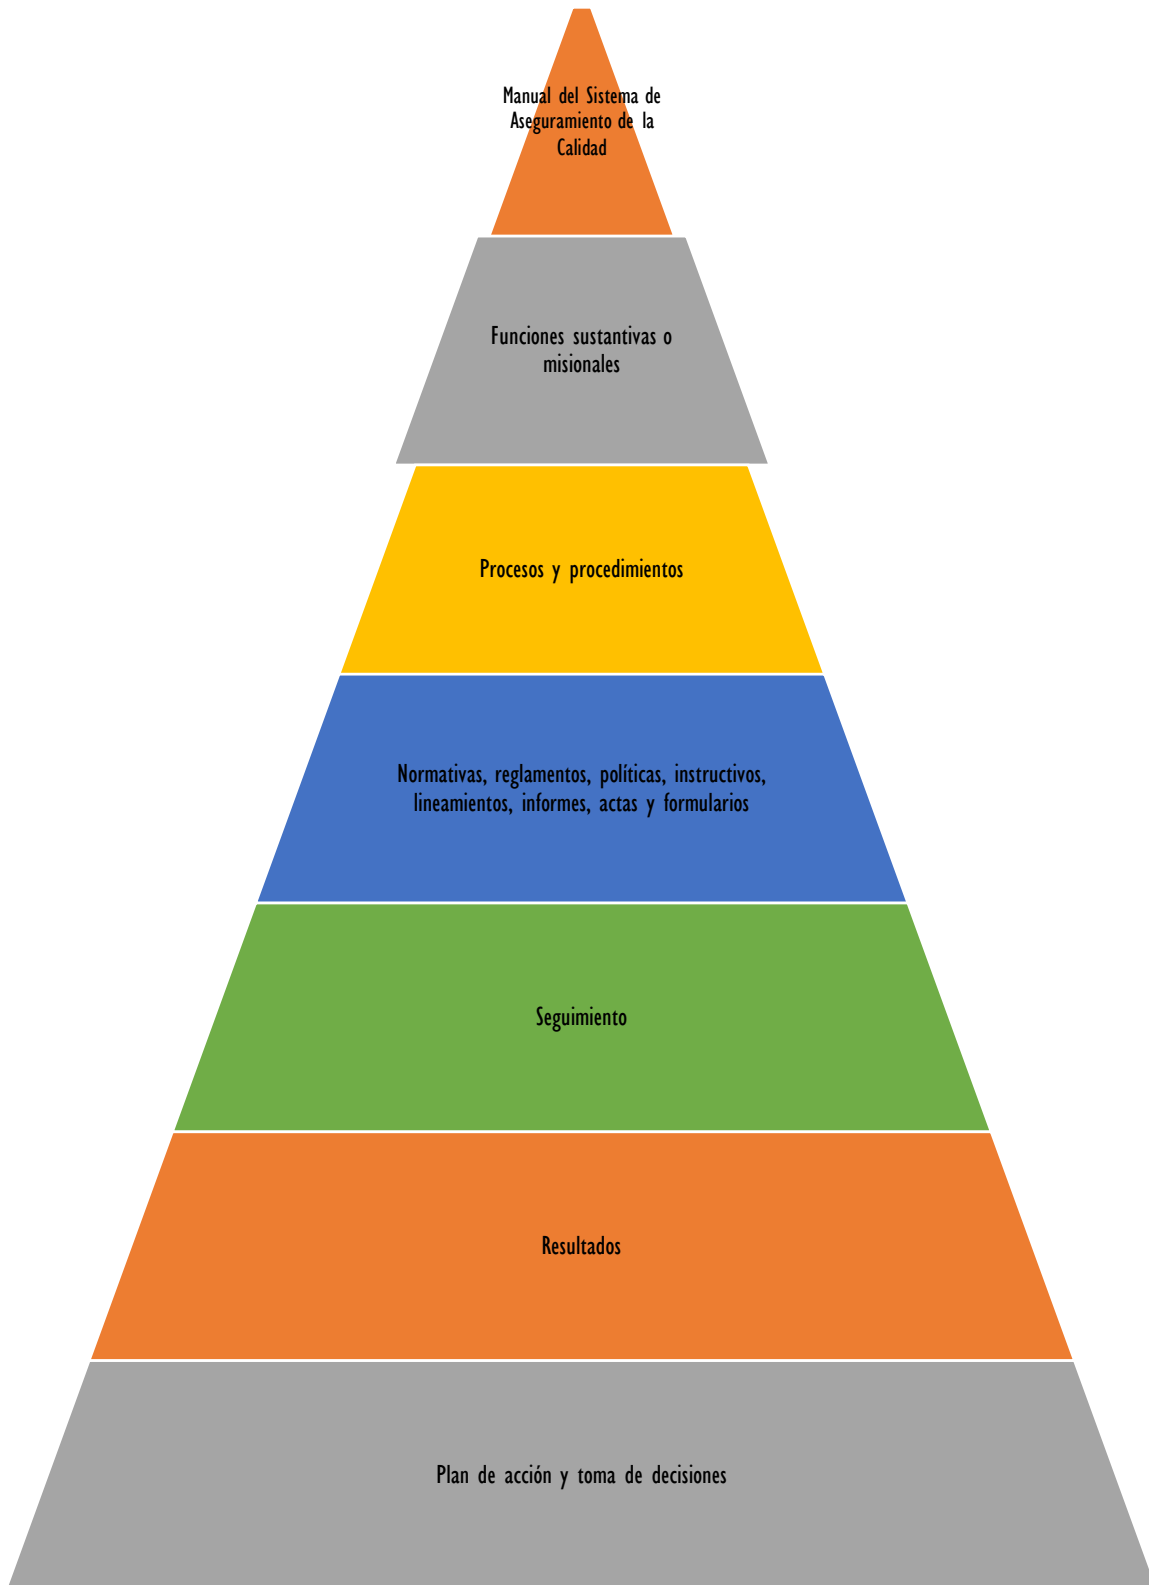 Manual del Sistema de
Aseguramiento de la
Calidad
Funciones sustantivas o
misionales
Procesos y procedimientos
Normativas, reglamentos, políticas, instructivos,
lineamientos, informes, actas y formularios
Seguimiento
Resultados
Plan de acción y toma de decisiones